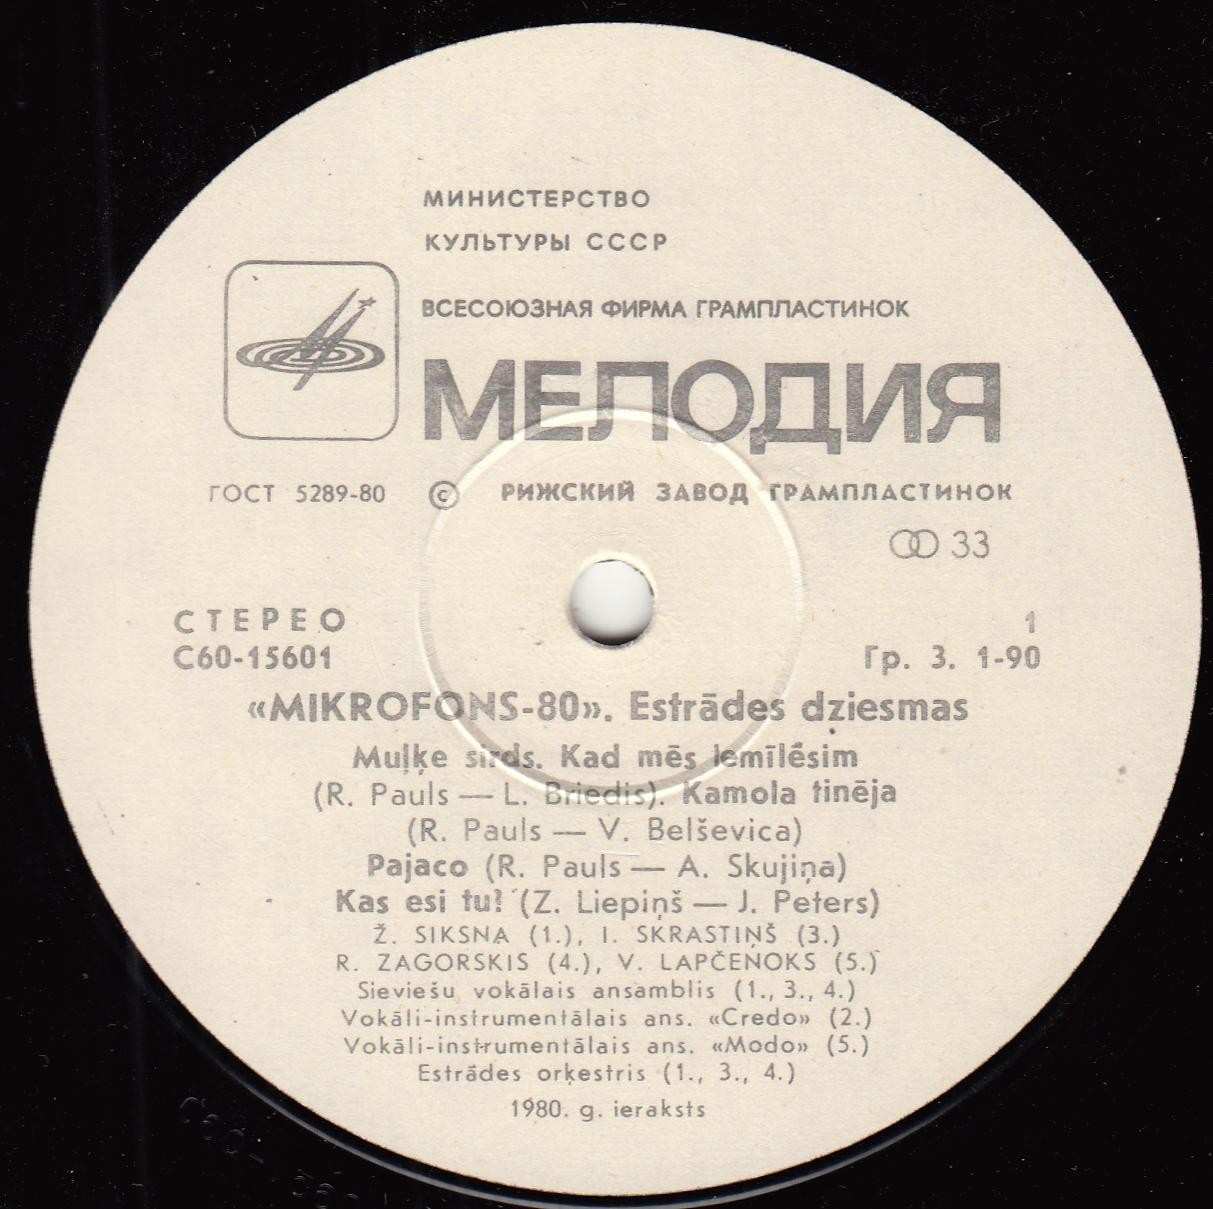 МИНИСТЕРСТВО
КУЛЬТУРЫ СССР
ВСЕСОЮЗНАЯ ФИРМА ГРАМПЛАСТИНОК
МЕЛОДИЯ
ГОСТ 5289-80 © РИЖСКИЙ ЗАВОД ГРАМПЛАСТИНОК
33
СТЕРЕО 1
С60-15601 Гр. 3. 1-90
«MIKROFONS-80». Estrādes dziesmas
Muļķe sirds. Kad mēs iemīlēsim
(R. Pauls — L. Briedis). Kamola tinēja
(R. Pauls — V. Belševica)
Pajaco (R. Pauls — A. Skujiņa)
Kas esi tu? (Z. Liepiņš — J. Peters)
Ž. SIKSNA (1.), I. SKRASTIŅŠ (3.)
R. ZAGORSKIS (4.), V. LAPČENOKS (5.)
Sieviešu vokālais ansamblis (1., 3., 4.)
Vokāli-instrumentālais ans. «Credo» (2.)
Vokāli-instrumentālais ans. «Modo» (5.)
Estrādes orķestris (1., 3., 4.)
1980. g. ieraksts